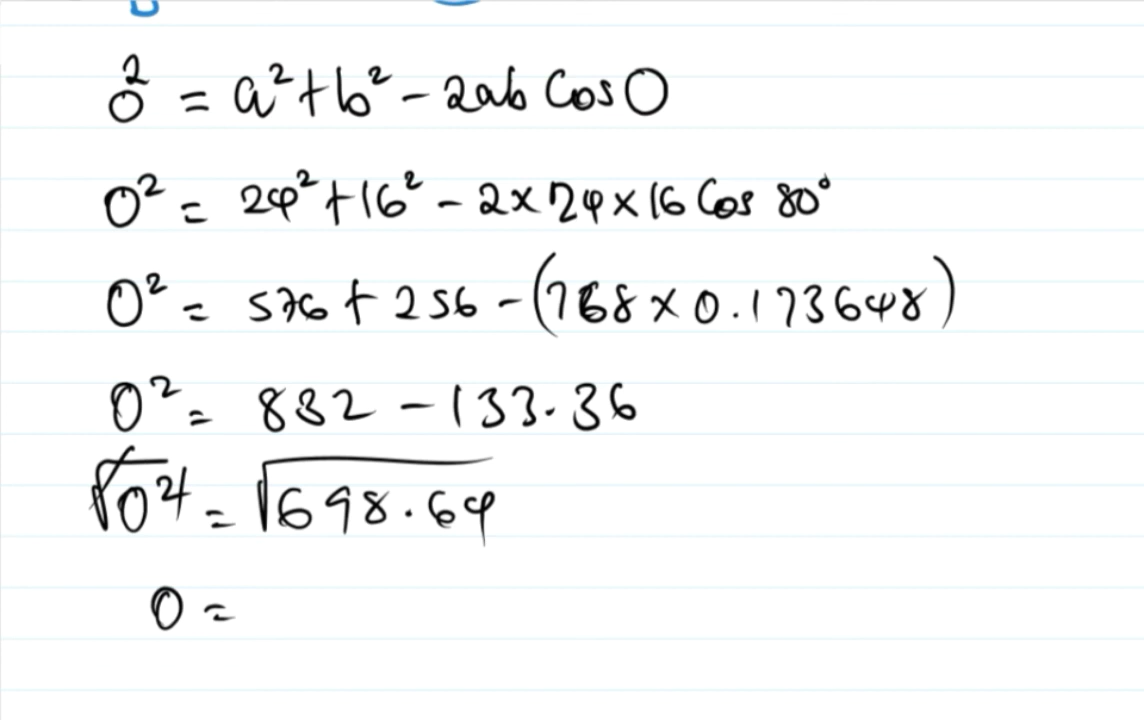 o² = a²+b² - 2ab Cos O
O² = 24²+16² - 2×24×16 Cos 80°
O² = 576 + 256 - (768 × 0.173648)
O² = 832 - 133.36
√O² = √698.64
O =